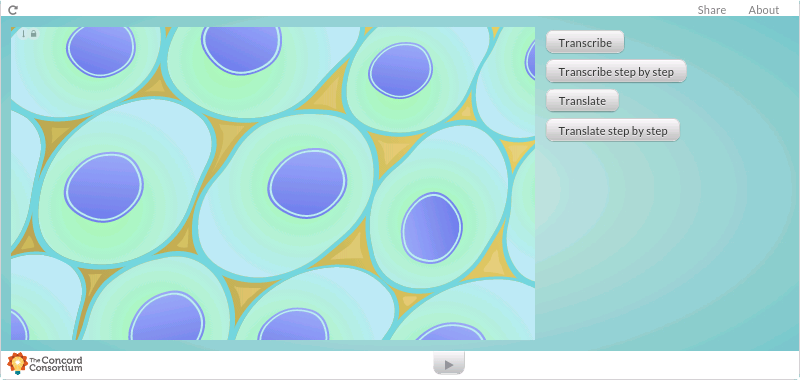 Share About
Transcribe
Transcribe step by step
Translate
Translate step by step
The Concord
Consortium